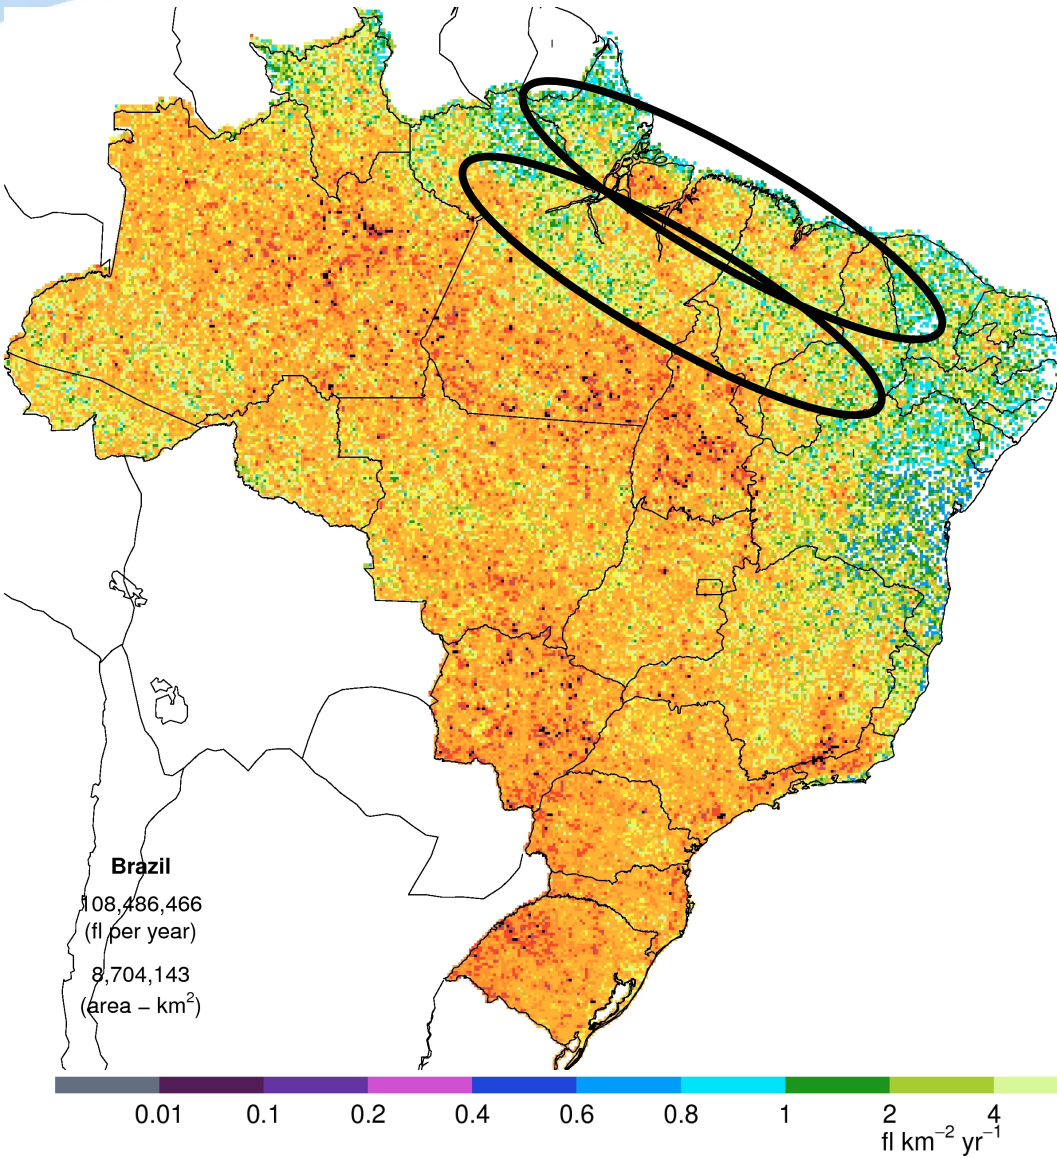 Brazil
108,486,466
(fl per year)
8,704,143
(area − km²)
0.01 0.1 0.2 0.4 0.6 0.8 1 2 4
fl km⁻² yr⁻¹